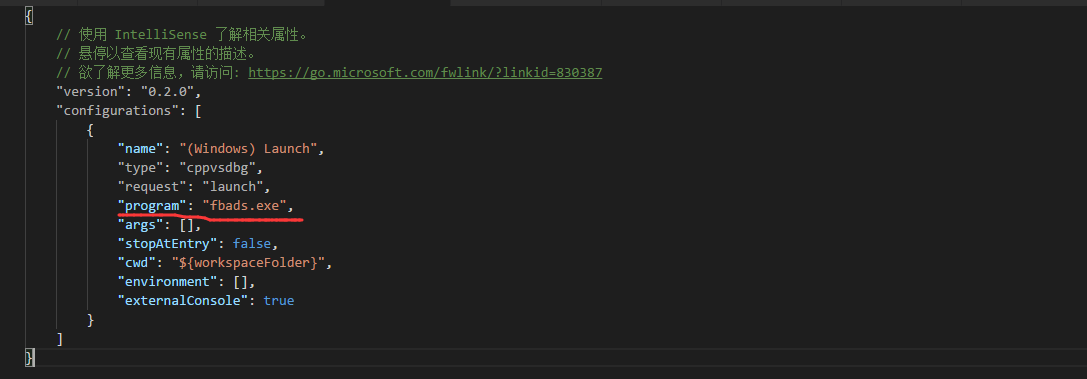 {
// 使用 IntelliSense 了解相关属性。
// 悬停以查看现有属性的描述。
// 欲了解更多信息，请访问: https://go.microsoft.com/fwlink/?linkid=830387
"version": "0.2.0",
"configurations": [
{
"name": "(Windows) Launch",
"type": "cppvsdbg",
"request": "launch",
"program": "fbads.exe",
"args": [],
"stopAtEntry": false,
"cwd": "${workspaceFolder}",
"environment": [],
"externalConsole": true
}
]
}